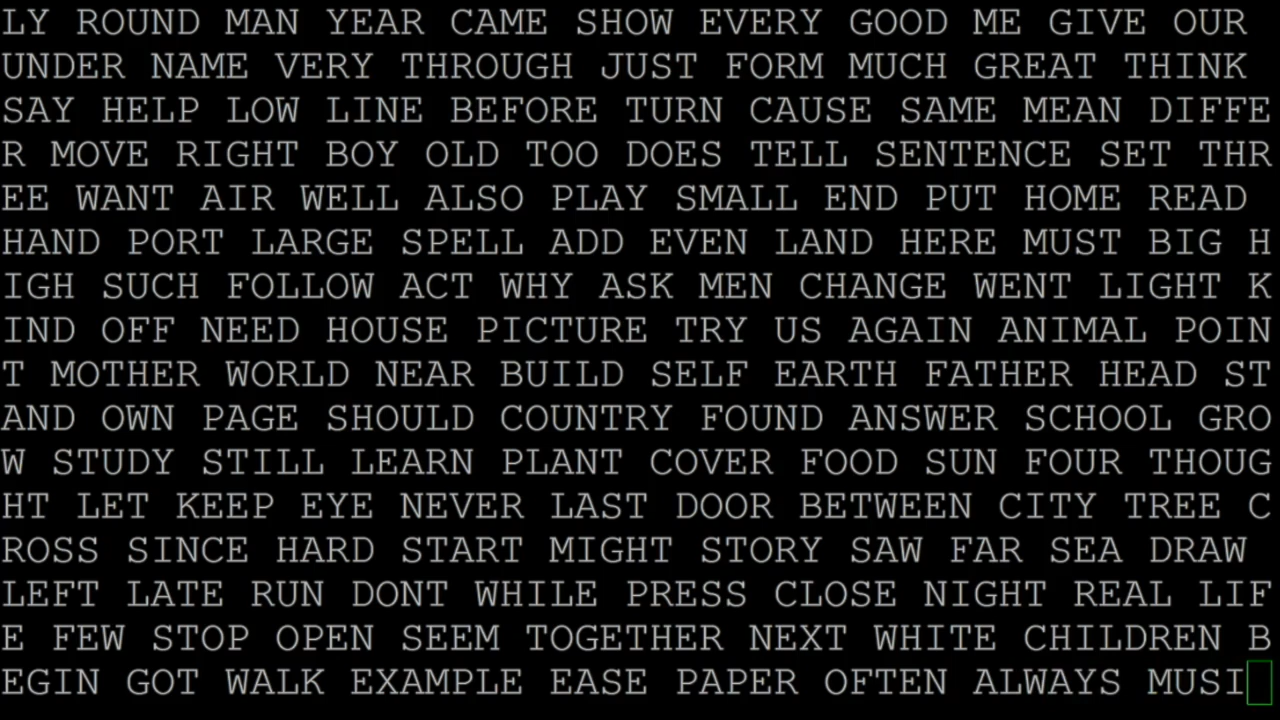 LY ROUND MAN YEAR CAME SHOW EVERY GOOD ME GIVE OUR
UNDER NAME VERY THROUGH JUST FORM MUCH GREAT THINK
SAY HELP LOW LINE BEFORE TURN CAUSE SAME MEAN DIFFE
R MOVE RIGHT BOY OLD TOO DOES TELL SENTENCE SET THR
EE WANT AIR WELL ALSO PLAY SMALL END PUT HOME READ
HAND PORT LARGE SPELL ADD EVEN LAND HERE MUST BIG H
IGH SUCH FOLLOW ACT WHY ASK MEN CHANGE WENT LIGHT K
IND OFF NEED HOUSE PICTURE TRY US AGAIN ANIMAL POIN
T MOTHER WORLD NEAR BUILD SELF EARTH FATHER HEAD ST
AND OWN PAGE SHOULD COUNTRY FOUND ANSWER SCHOOL GRO
W STUDY STILL LEARN PLANT COVER FOOD SUN FOUR THOUG
HT LET KEEP EYE NEVER LAST DOOR BETWEEN CITY TREE C
ROSS SINCE HARD START MIGHT STORY SAW FAR SEA DRAW
LEFT LATE RUN DONT WHILE PRESS CLOSE NIGHT REAL LIF
E FEW STOP OPEN SEEM TOGETHER NEXT WHITE CHILDREN B
EGIN GOT WALK EXAMPLE EASE PAPER OFTEN ALWAYS MUSI